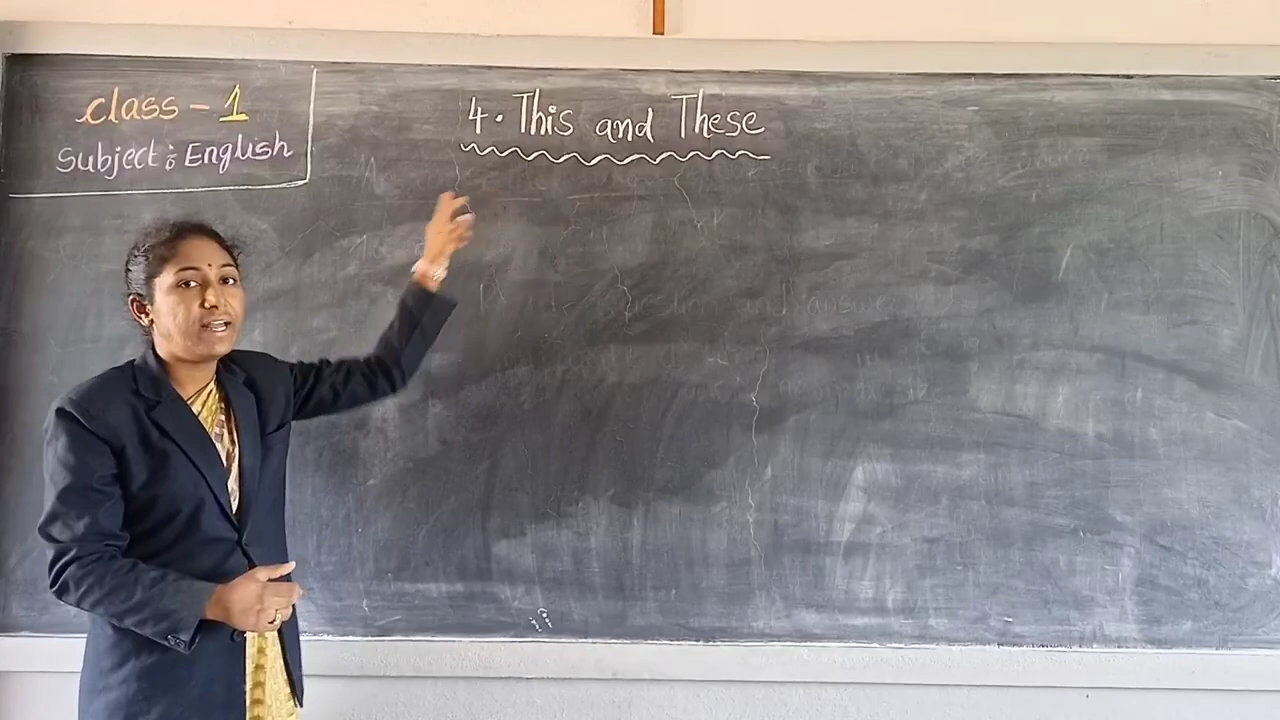 class - 1
Subject : English
4. This and These